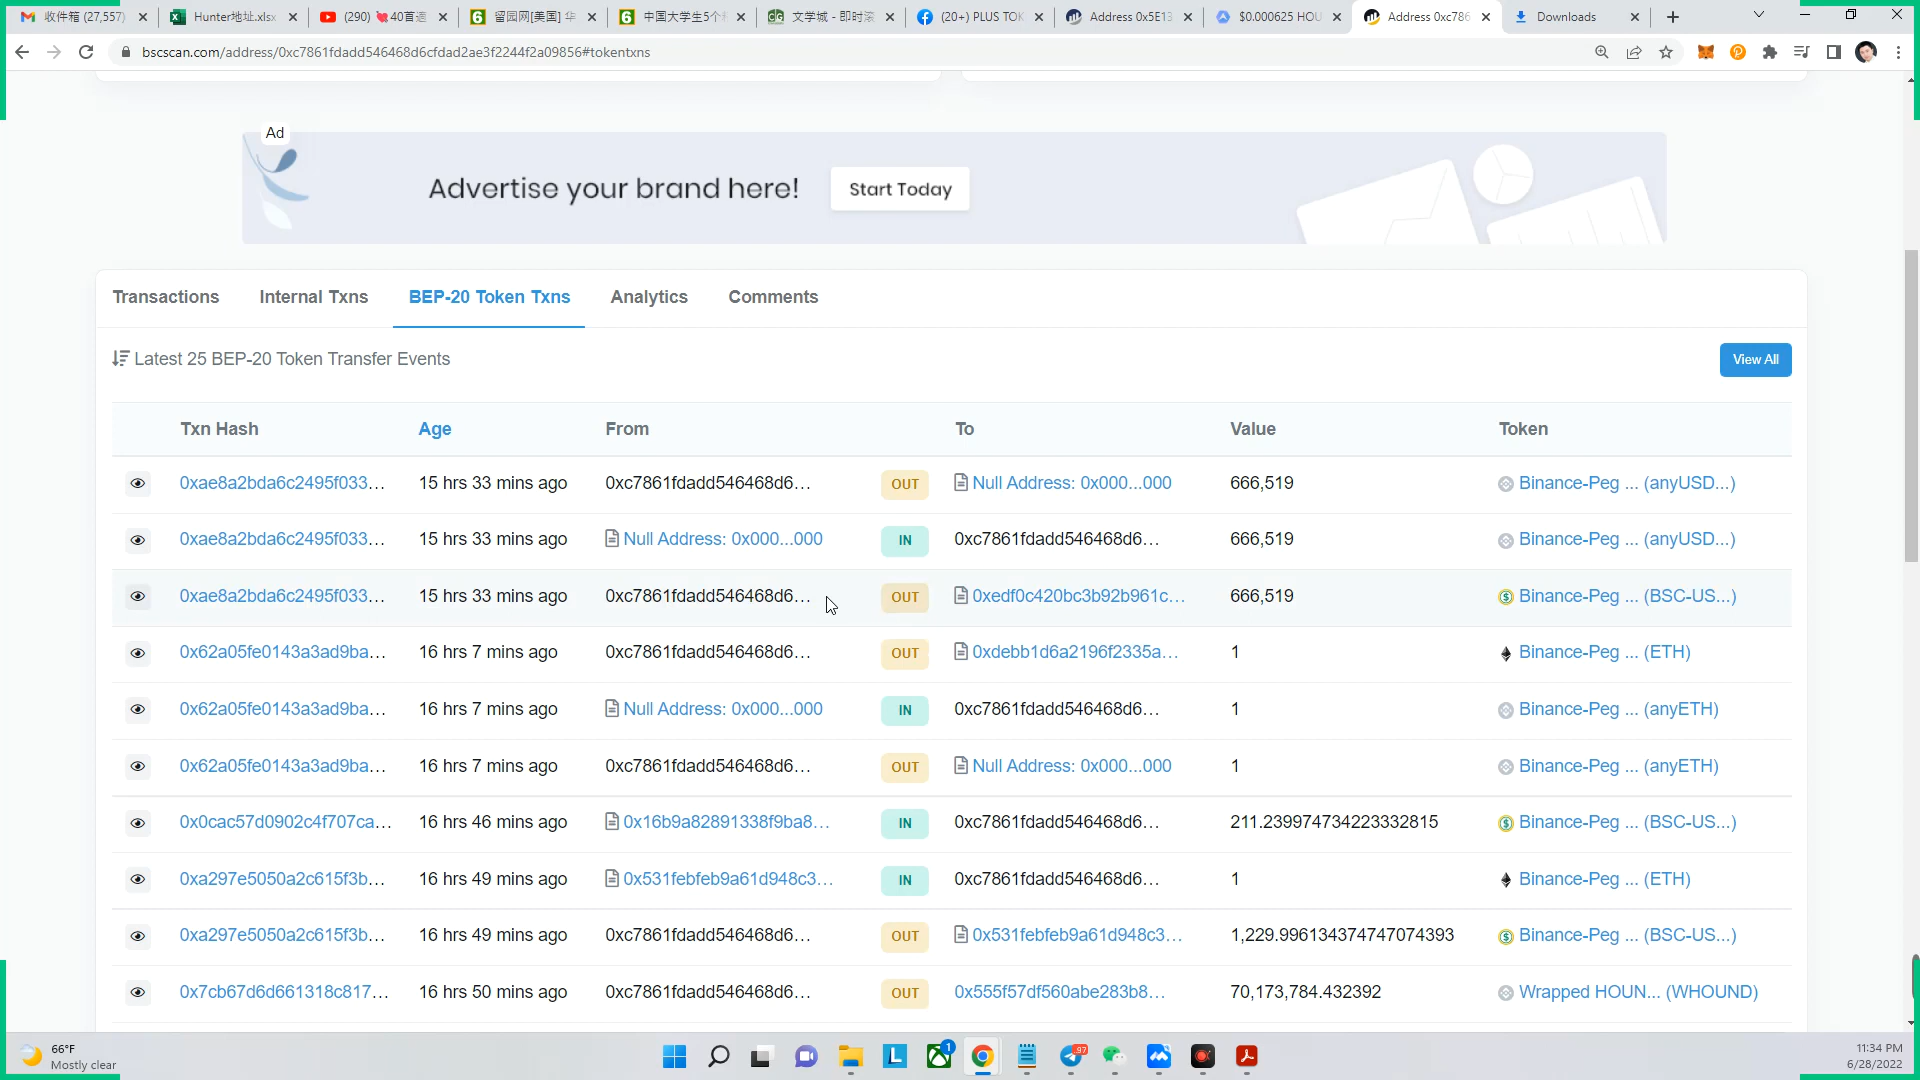 收件箱 (27,557)
Hunter地址.xlsx
(290) 💘40首
留园网[美国] 华
中国大学生5个
文学城 - 即时滚
(20+) PLUS TOK
Address 0x5E13
$0.000625 HOU
Address 0xc786
Downloads
bscscan.com/address/0xc7861fdadd546468d6cfdad2ae3f2244f2a09856#tokentxns
Ad
Advertise your brand here!
Start Today
Transactions
Internal Txns
BEP-20 Token Txns
Analytics
Comments
Latest 25 BEP-20 Token Transfer Events
View All
Txn Hash Age From To Value Token
0xae8a2bda6c2495f033... 15 hrs 33 mins ago 0xc7861fdadd546468d6... OUT Null Address: 0x000...000 666,519 Binance-Peg ... (anyUSD...)
0xae8a2bda6c2495f033... 15 hrs 33 mins ago Null Address: 0x000...000 IN 0xc7861fdadd546468d6... 666,519 Binance-Peg ... (anyUSD...)
0xae8a2bda6c2495f033... 15 hrs 33 mins ago 0xc7861fdadd546468d6... OUT 0xedf0c420bc3b92b961c... 666,519 Binance-Peg ... (BSC-US...)
0x62a05fe0143a3ad9ba... 16 hrs 7 mins ago 0xc7861fdadd546468d6... OUT 0xdebb1d6a2196f2335a... 1 Binance-Peg ... (ETH)
0x62a05fe0143a3ad9ba... 16 hrs 7 mins ago Null Address: 0x000...000 IN 0xc7861fdadd546468d6... 1 Binance-Peg ... (anyETH)
0x62a05fe0143a3ad9ba... 16 hrs 7 mins ago 0xc7861fdadd546468d6... OUT Null Address: 0x000...000 1 Binance-Peg ... (anyETH)
0x0cac57d0902c4f707ca... 16 hrs 46 mins ago 0x16b9a82891338f9ba8... IN 0xc7861fdadd546468d6... 211.239974734223332815 Binance-Peg ... (BSC-US...)
0xa297e5050a2c615f3b... 16 hrs 49 mins ago 0x531febfeb9a61d948c3... IN 0xc7861fdadd546468d6... 1 Binance-Peg ... (ETH)
0xa297e5050a2c615f3b... 16 hrs 49 mins ago 0xc7861fdadd546468d6... OUT 0x531febfeb9a61d948c3... 1,229.996134374747074393 Binance-Peg ... (BSC-US...)
0x7cb67d6d661318c817... 16 hrs 50 mins ago 0xc7861fdadd546468d6... OUT 0x555f57df560abe283b8... 70,173,784.432392 Wrapped HOUN... (WHOUND)
66°F
Mostly clear
1
97
11:34 PM
6/28/2022